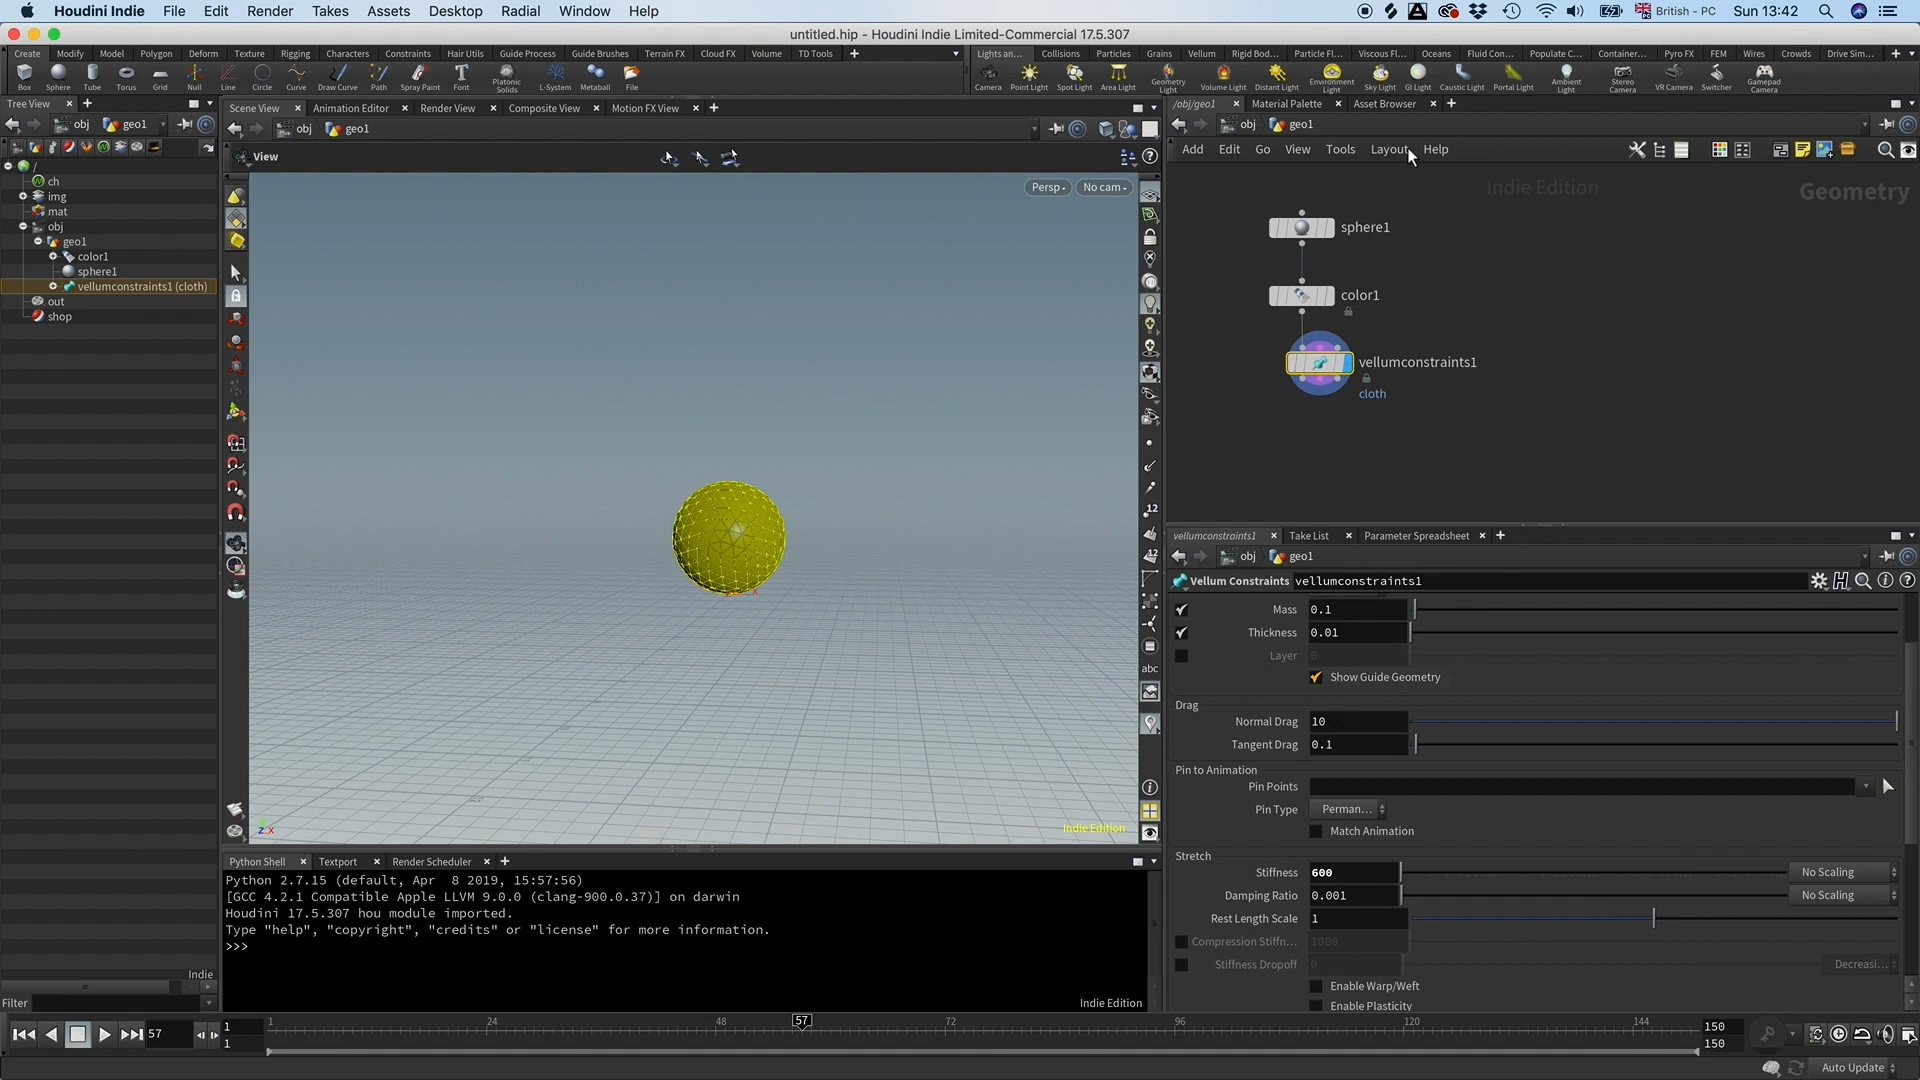 Houdini Indie File Edit Render Takes Assets Desktop Radial Window Help British - PC Sun 13:42
untitled.hip - Houdini Indie Limited-Commercial 17.5.307
Create Modify Model Polygon Deform Texture Rigging Characters Constraints Hair Utils Guide Process Guide Brushes Terrain FX Cloud FX Volume TD Tools
Lights an... Collisions Particles Grains Vellum Rigid Bod... Particle Fl... Viscous Fl... Oceans Fluid Con... Populate C... Container... Pyro FX FEM Wires Crowds Drive Sim...
Box Sphere Tube Torus Grid Null Line Circle Curve Draw Curve Path Spray Paint Font Platonic Solids L-System Metaball File
Camera Point Light Spot Light Area Light Geometry Light Volume Light Distant Light Environment Light Sky Light GI Light Caustic Light Portal Light Ambient Light Stereo Camera VR Camera Switcher Gamepad Camera
Tree View
obj geo1
/
ch
img
mat
obj
geo1
color1
sphere1
vellumconstraints1 (cloth)
out
shop
Indie
Filter
Scene View Animation Editor Render View Composite View Motion FX View
obj geo1
View
Persp No cam
12
12
abc
z x
x
Indie Edition
Python Shell Textport Render Scheduler
Python 2.7.15 (default, Apr  8 2019, 15:57:56)
[GCC 4.2.1 Compatible Apple LLVM 9.0.0 (clang-900.0.37)] on darwin
Houdini 17.5.307 hou module imported.
Type "help", "copyright", "credits" or "license" for more information.
>>>
Indie Edition
/obj/geo1 Material Palette Asset Browser
obj geo1
Add Edit Go View Tools Layout Help
Indie Edition
Geometry
sphere1
color1
vellumconstraints1
cloth
vellumconstraints1 Take List Parameter Spreadsheet
obj geo1
Vellum Constraints vellumconstraints1
Mass 0.1
Thickness 0.01
Layer 0
Show Guide Geometry
Drag
Normal Drag 10
Tangent Drag 0.1
Pin to Animation
Pin Points
Pin Type Perman...
Match Animation
Stretch
Stiffness 600 No Scaling
Damping Ratio 0.001 No Scaling
Rest Length Scale 1
Compression Stiffn... 1000
Stiffness Dropoff 0 Decreasi...
Enable Warp/Weft
Enable Plasticity
57 1 1 24 48 57 72 96 120 144 150
1 150
Auto Update